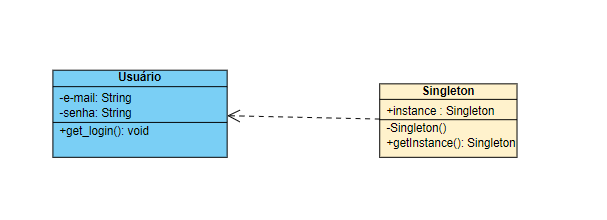 Usuário
-e-mail: String
-senha: String
+get_login(): void
Singleton
+instance : Singleton
-Singleton()
+getInstance(): Singleton